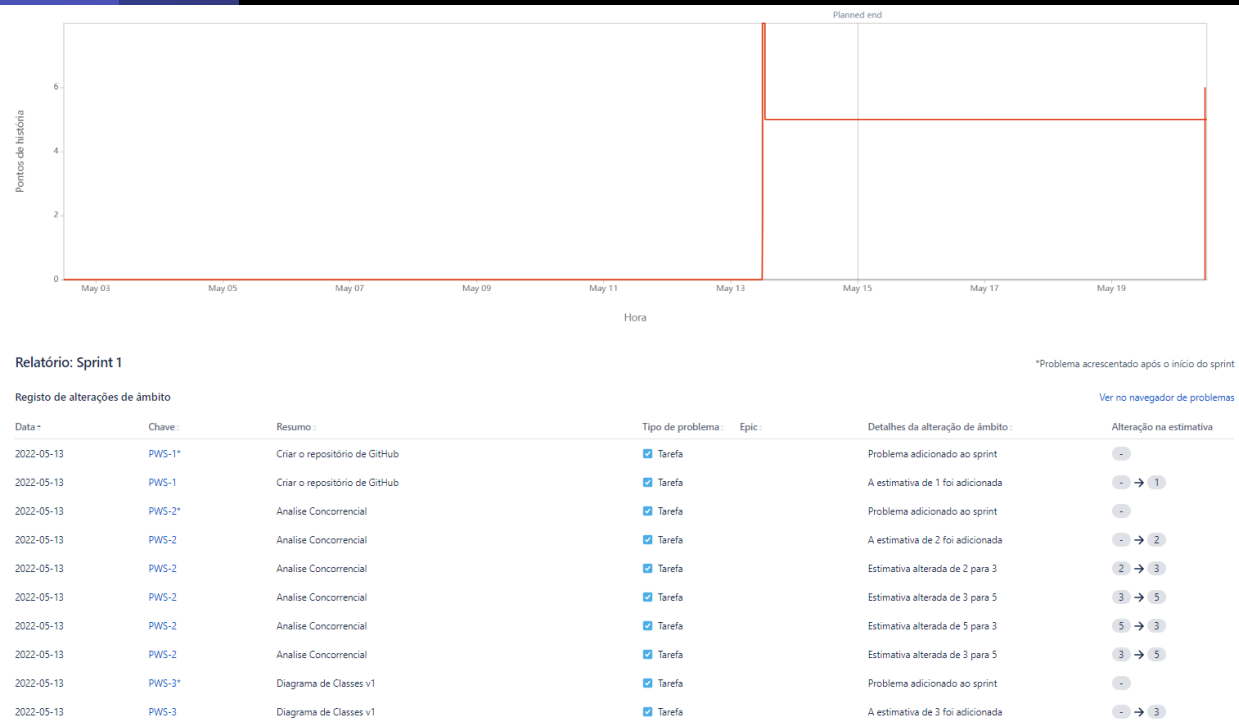 Planned end
6
4
2
0
Pontos de história
May 03 May 05 May 07 May 09 May 11 May 13 May 15 May 17 May 19
Hora
Relatório: Sprint 1
*Problema acrescentado após o início do sprint
Registo de alterações de âmbito
Ver no navegador de problemas
Data Chave Resumo Tipo de problema Epic Detalhes da alteração de âmbito Alteração na estimativa
2022-05-13 PWS-1* Criar o repositório de GitHub Tarefa Problema adicionado ao sprint -
2022-05-13 PWS-1 Criar o repositório de GitHub Tarefa A estimativa de 1 foi adicionada - → 1
2022-05-13 PWS-2* Analise Concorrencial Tarefa Problema adicionado ao sprint -
2022-05-13 PWS-2 Analise Concorrencial Tarefa A estimativa de 2 foi adicionada - → 2
2022-05-13 PWS-2 Analise Concorrencial Tarefa Estimativa alterada de 2 para 3 2 → 3
2022-05-13 PWS-2 Analise Concorrencial Tarefa Estimativa alterada de 3 para 5 3 → 5
2022-05-13 PWS-2 Analise Concorrencial Tarefa Estimativa alterada de 5 para 3 5 → 3
2022-05-13 PWS-2 Analise Concorrencial Tarefa Estimativa alterada de 3 para 5 3 → 5
2022-05-13 PWS-3* Diagrama de Classes v1 Tarefa Problema adicionado ao sprint -
2022-05-13 PWS-3 Diagrama de Classes v1 Tarefa A estimativa de 3 foi adicionada - → 3